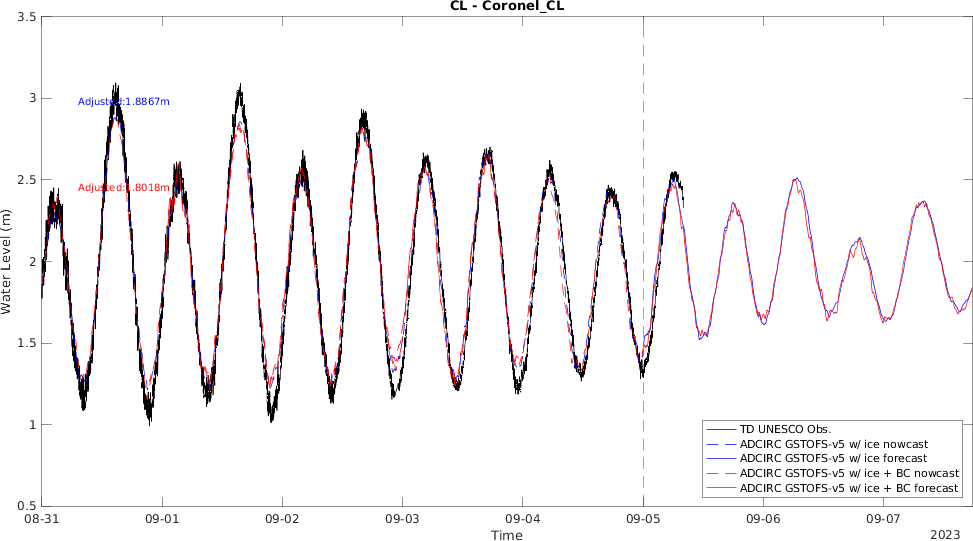 CL - Coronel_CL
3.5
3
2.5
2
1.5
1
0.5
Water Level (m)
Adjusted:1.8867m
Adjusted:1.8018m
08-31
09-01
09-02
09-03
09-04
09-05
09-06
09-07
Time
2023
TD UNESCO Obs.
ADCIRC GSTOFS-v5 w/ ice nowcast
ADCIRC GSTOFS-v5 w/ ice forecast
ADCIRC GSTOFS-v5 w/ ice + BC nowcast
ADCIRC GSTOFS-v5 w/ ice + BC forecast